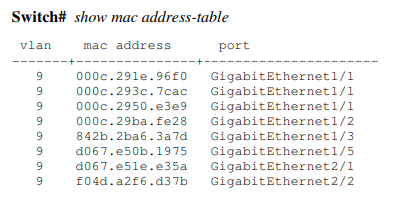 Switch# show mac address-table
vlan mac address port
-------+---------------+----------------------
9 000c.291e.96f0 GigabitEthernet1/1
9 000c.293c.7cac GigabitEthernet1/1
9 000c.2950.e3e9 GigabitEthernet1/1
9 000c.29ba.fe28 GigabitEthernet1/2
9 842b.2ba6.3a7d GigabitEthernet1/3
9 d067.e50b.1975 GigabitEthernet1/5
9 d067.e51e.e35a GigabitEthernet2/1
9 f04d.a2f6.d37b GigabitEthernet2/2